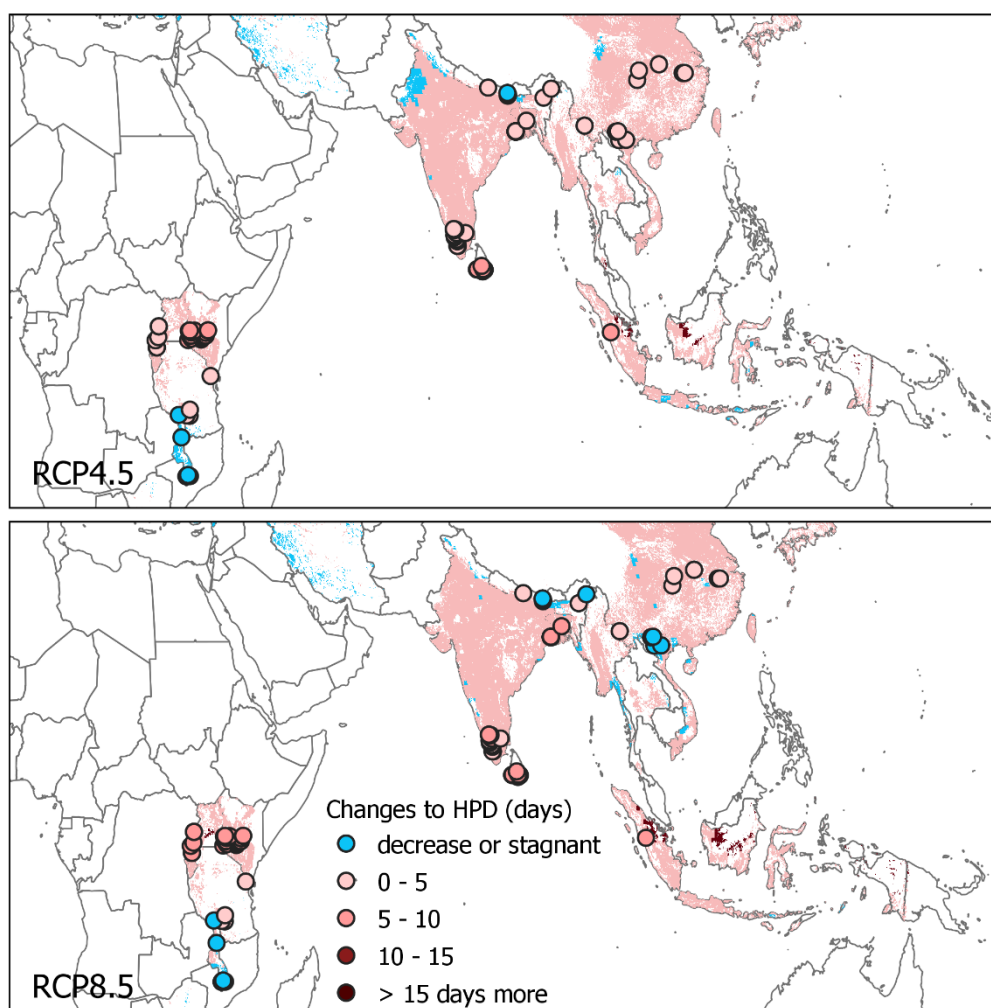 RCP4.5
Changes to HPD (days)
decrease or stagnant
0 - 5
5 - 10
10 - 15
> 15 days more
RCP8.5